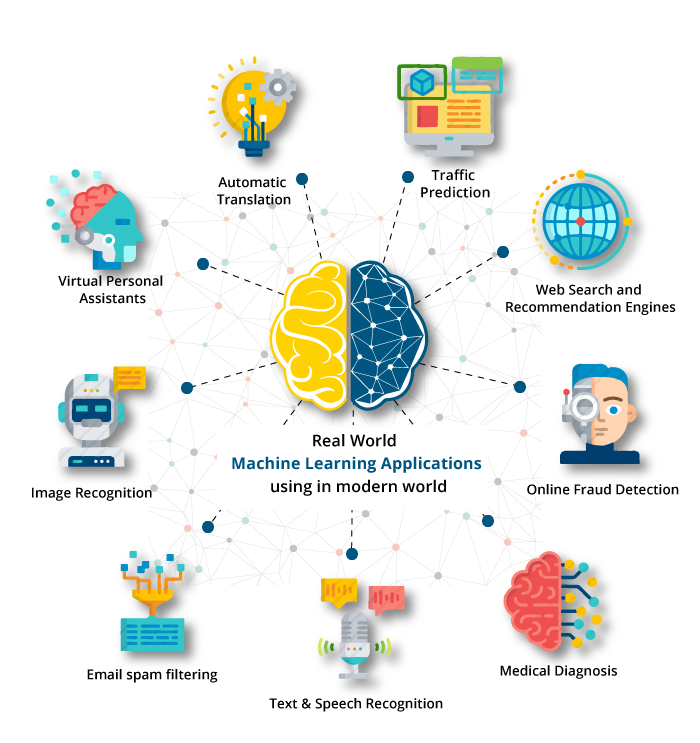 Automatic
Translation
Traffic
Prediction
Virtual Personal
Assistants
Web Search and
Recommendation Engines
Real World
Machine Learning Applications
using in modern world
Image Recognition
Online Fraud Detection
Email spam filtering
Text & Speech Recognition
Medical Diagnosis